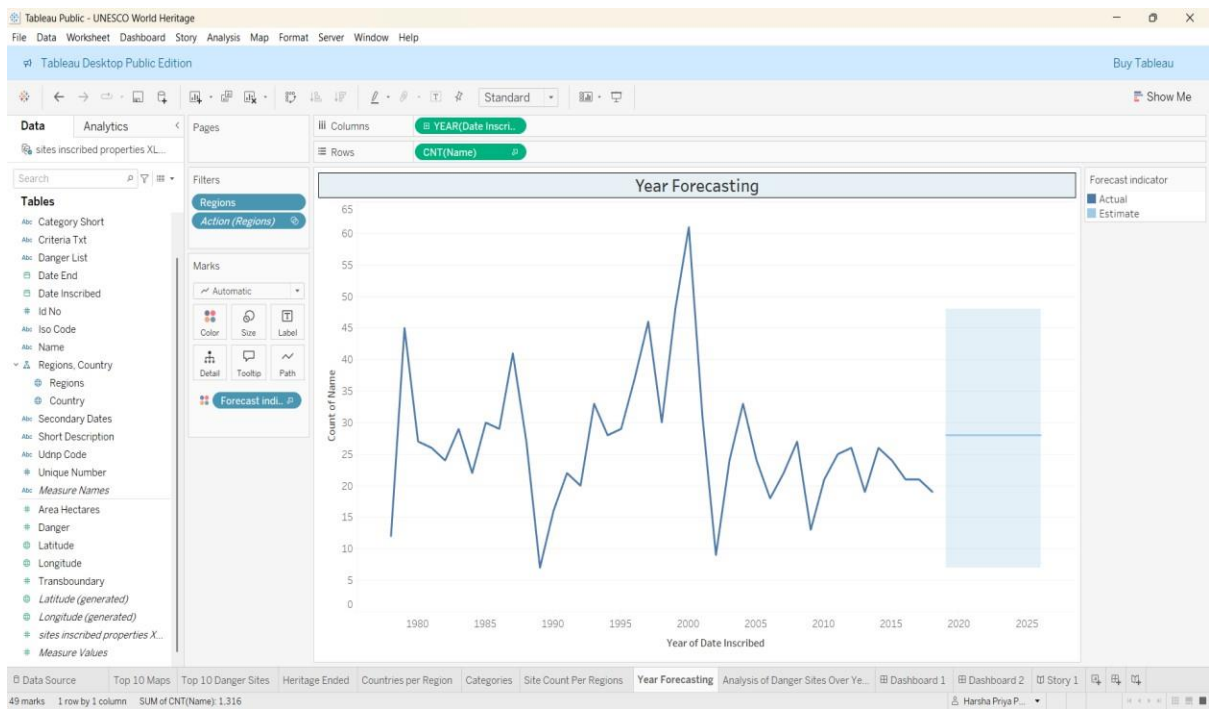 Tableau Public - UNESCO World Heritage
File Data Worksheet Dashboard Story Analysis Map Format Server Window Help
Tableau Desktop Public Edition
Buy Tableau
Standard
Show Me
Data
Analytics
sites inscribed properties XL...
Search
Tables
Category Short
Criteria Txt
Danger List
Date End
Date Inscribed
Id No
Iso Code
Name
Regions, Country
Regions
Country
Secondary Dates
Short Description
Udnp Code
Unique Number
Measure Names
Area Hectares
Danger
Latitude
Longitude
Transboundary
Latitude (generated)
Longitude (generated)
sites inscribed properties X...
Measure Values
Pages
Filters
Regions
Action (Regions)
Marks
Automatic
Color Size Label
Detail Tooltip Path
Forecast indi..
Columns
YEAR(Date Inscri..
Rows
CNT(Name)
Year Forecasting
65
60
55
50
45
40
35
30
25
20
15
10
5
0
Count of Name
1980 1985 1990 1995 2000 2005 2010 2015 2020 2025
Year of Date Inscribed
Forecast indicator
Actual
Estimate
Data Source Top 10 Maps Top 10 Danger Sites Heritage Ended Countries per Region Categories Site Count Per Regions Year Forecasting Analysis of Danger Sites Over Ye... Dashboard 1 Dashboard 2 Story 1
49 marks 1 row by 1 column SUM of CNT(Name): 1,316
Harsha Priya P...